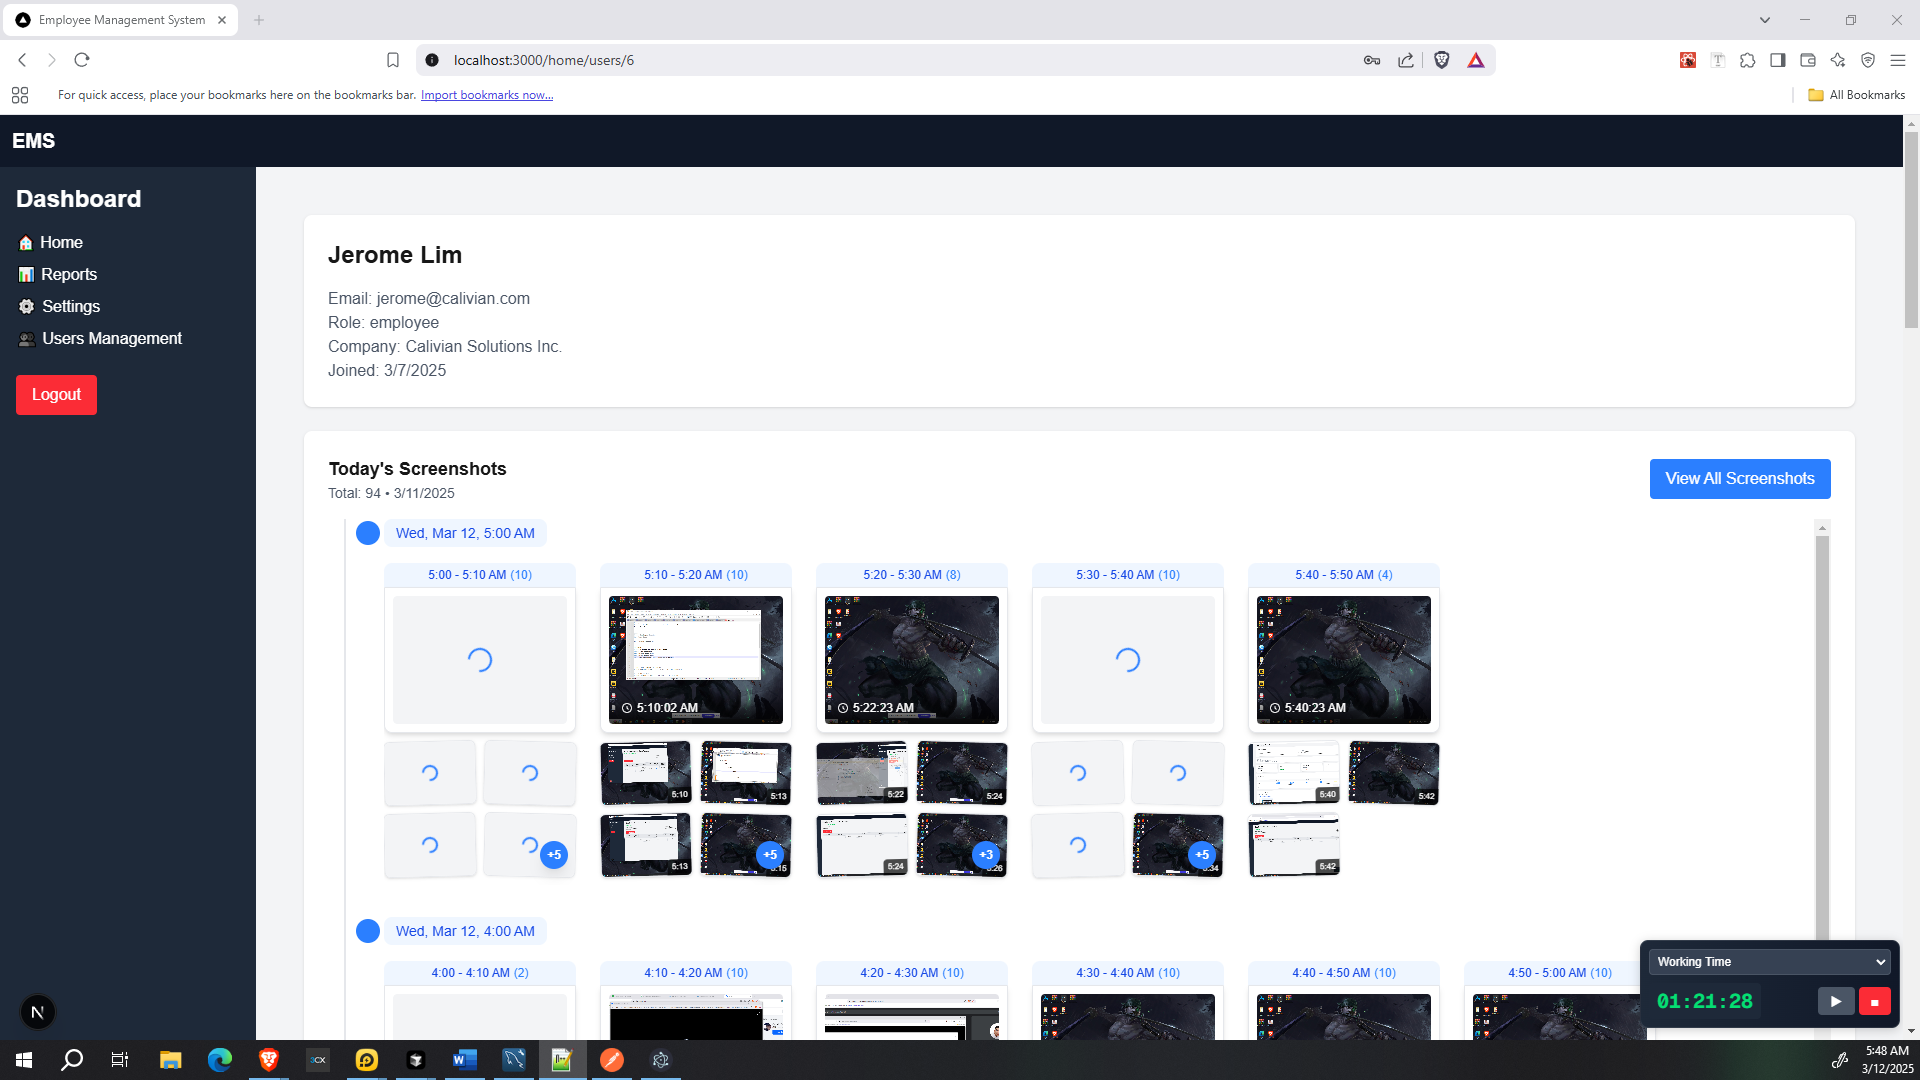 Employee Management System
localhost:3000/home/users/6
For quick access, place your bookmarks here on the bookmarks bar. Import bookmarks now...
All Bookmarks
EMS
Dashboard
Home
Reports
Settings
Users Management
Logout
Jerome Lim
Email: jerome@calivian.com
Role: employee
Company: Calivian Solutions Inc.
Joined: 3/7/2025
Today's Screenshots
Total: 94 • 3/11/2025
View All Screenshots
Wed, Mar 12, 5:00 AM
5:00 - 5:10 AM (10)
5:10 - 5:20 AM (10)
5:20 - 5:30 AM (8)
5:30 - 5:40 AM (10)
5:40 - 5:50 AM (4)
5:10:02 AM
5:22:23 AM
5:40:23 AM
5:10
5:13
5:22
5:24
5:40
5:42
+5
5:13
+5
5:24
+3
+5
5:42
Wed, Mar 12, 4:00 AM
4:00 - 4:10 AM (2)
4:10 - 4:20 AM (10)
4:20 - 4:30 AM (10)
4:30 - 4:40 AM (10)
4:40 - 4:50 AM (10)
4:50 - 5:00 AM (10)
Working Time
01:21:28
N
3CX
5:48 AM
3/12/2025